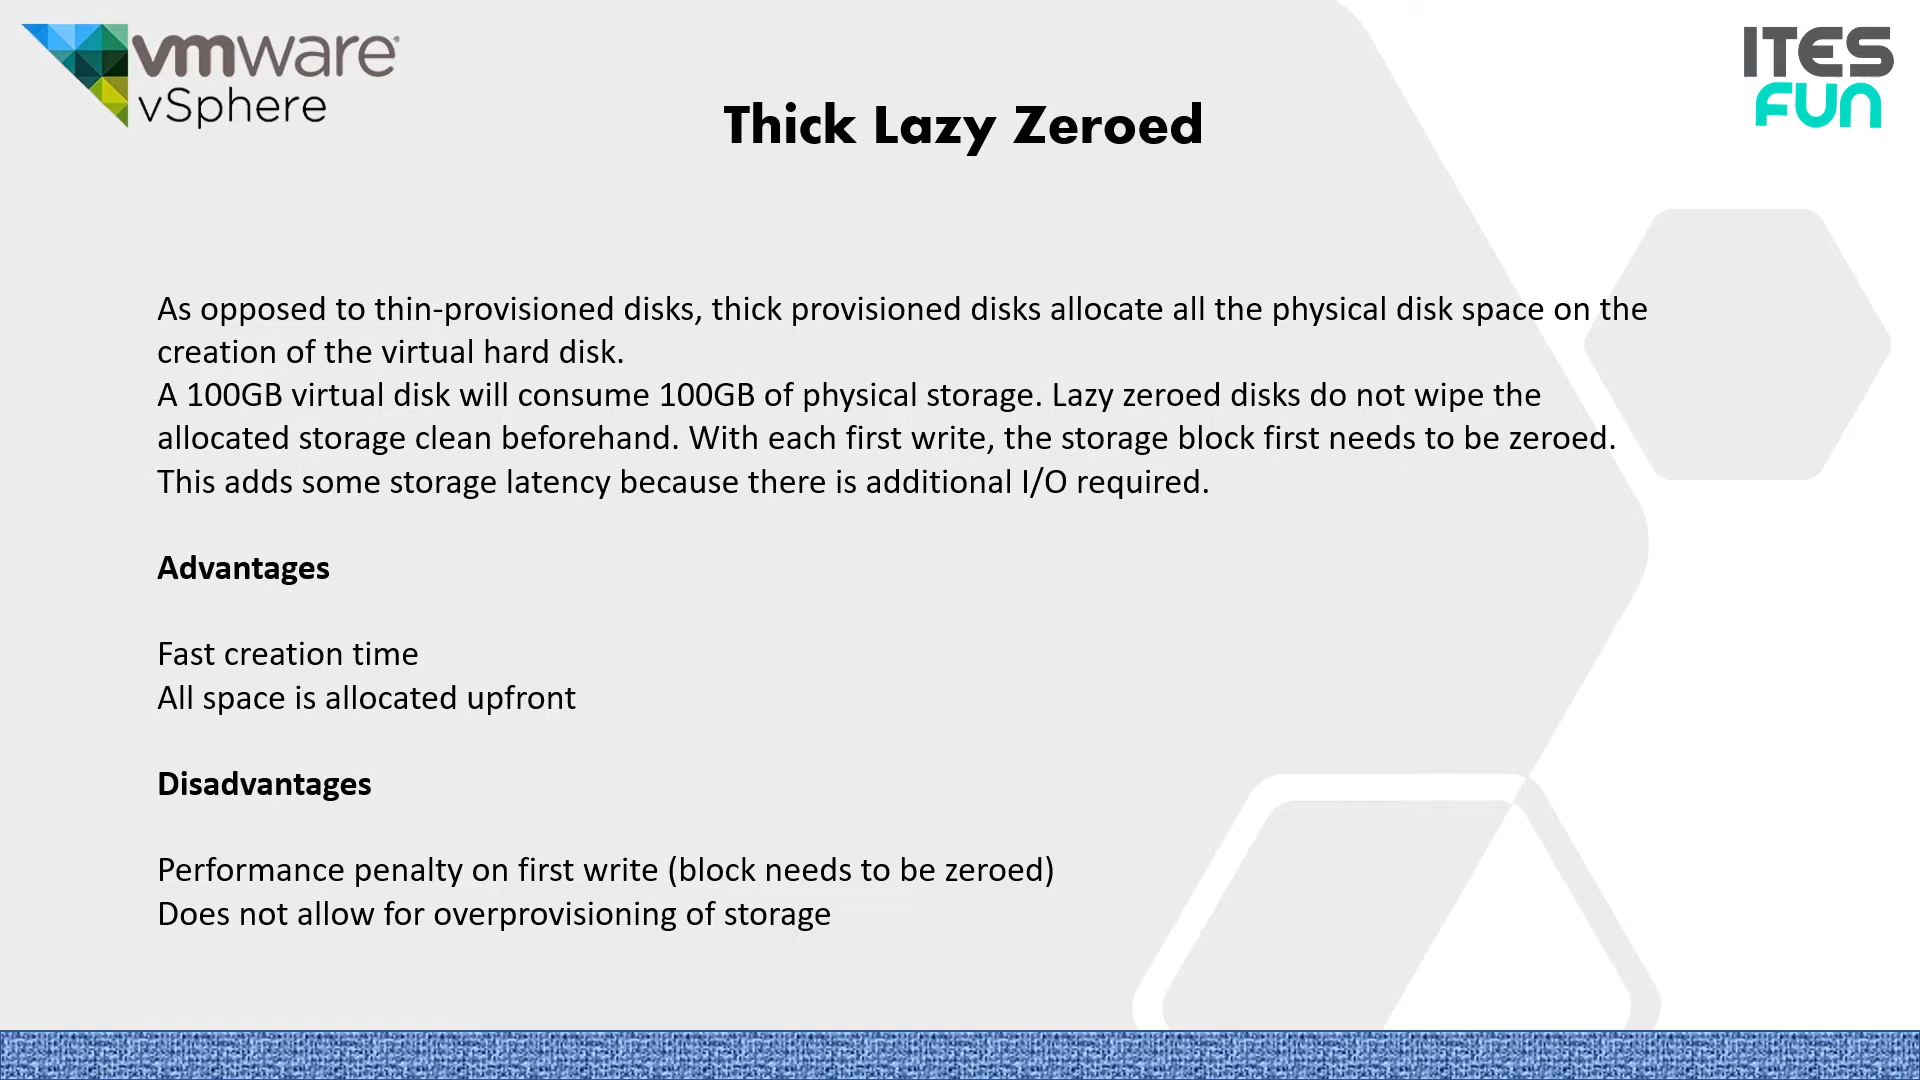 vmware®
vSphere
ITES
FUN
Thick Lazy Zeroed
As opposed to thin-provisioned disks, thick provisioned disks allocate all the physical disk space on the
creation of the virtual hard disk.
A 100GB virtual disk will consume 100GB of physical storage. Lazy zeroed disks do not wipe the
allocated storage clean beforehand. With each first write, the storage block first needs to be zeroed.
This adds some storage latency because there is additional I/O required.
Advantages
Fast creation time
All space is allocated upfront
Disadvantages
Performance penalty on first write (block needs to be zeroed)
Does not allow for overprovisioning of storage